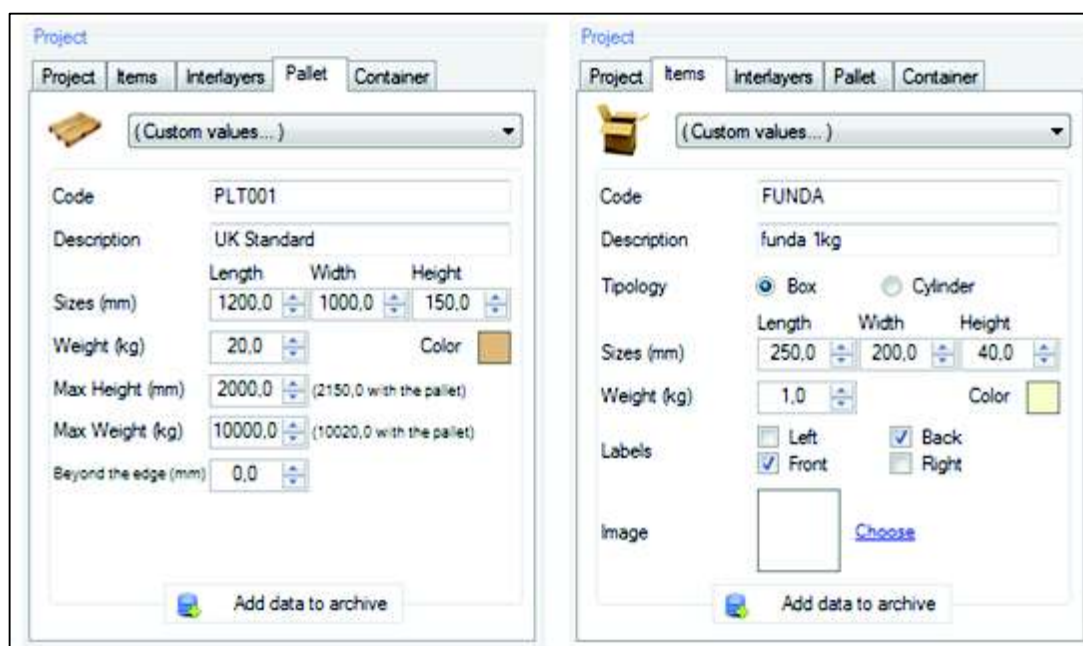 Project
Project Items Interlayers Pallet Container
(Custom values... )
Code PLT001
Description UK Standard
Length Width Height
Sizes (mm) 1200,0 1000,0 150,0
Weight (kg) 20,0 Color
Max Height (mm) 2000,0 (2150,0 with the pallet)
Max Weight (kg) 10000,0 (10020,0 with the pallet)
Beyond the edge (mm) 0,0
Add data to archive
Project
Project Items Interlayers Pallet Container
(Custom values... )
Code FUNDA
Description funda 1kg
Tipology Box Cylinder
Length Width Height
Sizes (mm) 250,0 200,0 40,0
Weight (kg) 1,0 Color
Labels Left Back
Front Right
Image Choose
Add data to archive